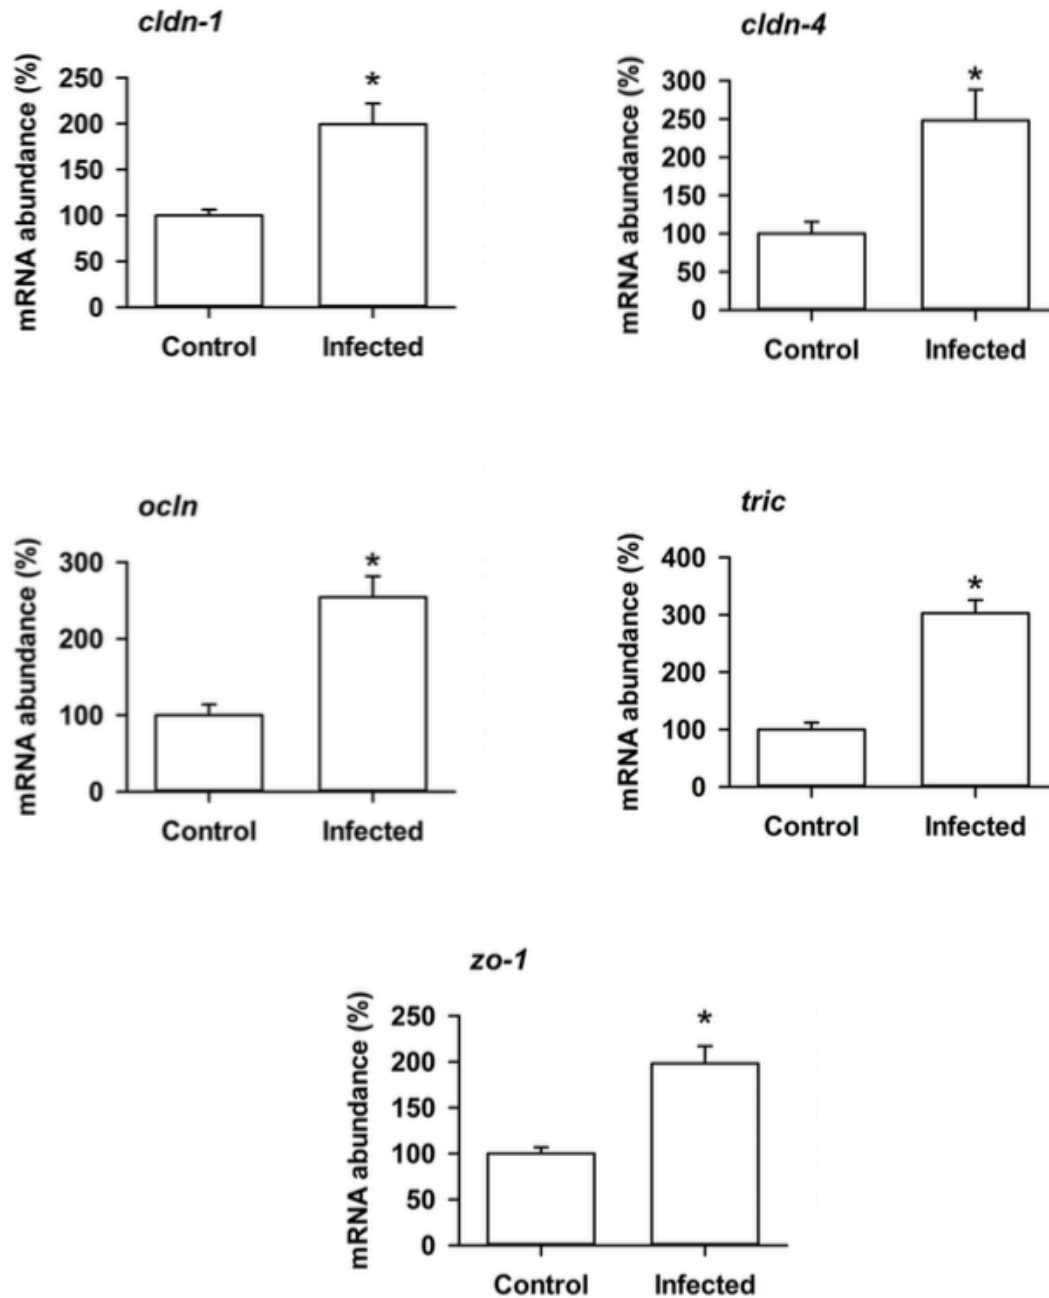 cldn-1
mRNA abundance (%)
250
200
150
100
50
0
*
Control Infected
cldn-4
mRNA abundance (%)
300
250
200
150
100
50
0
*
Control Infected
ocln
mRNA abundance (%)
300
200
100
0
*
Control Infected
tric
mRNA abundance (%)
400
300
200
100
0
*
Control Infected
zo-1
mRNA abundance (%)
250
200
150
100
50
0
*
Control Infected